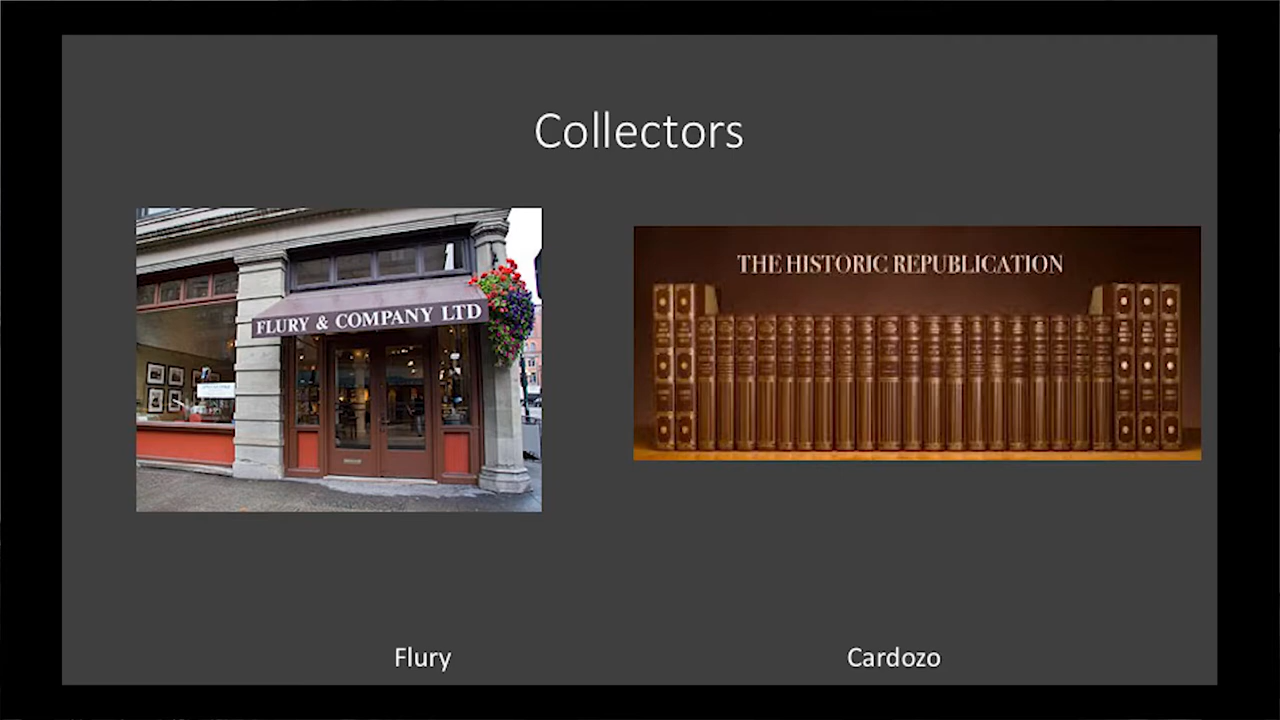 Collectors
FLURY & COMPANY LTD
THE HISTORIC REPUBLICATION
Flury
Cardozo